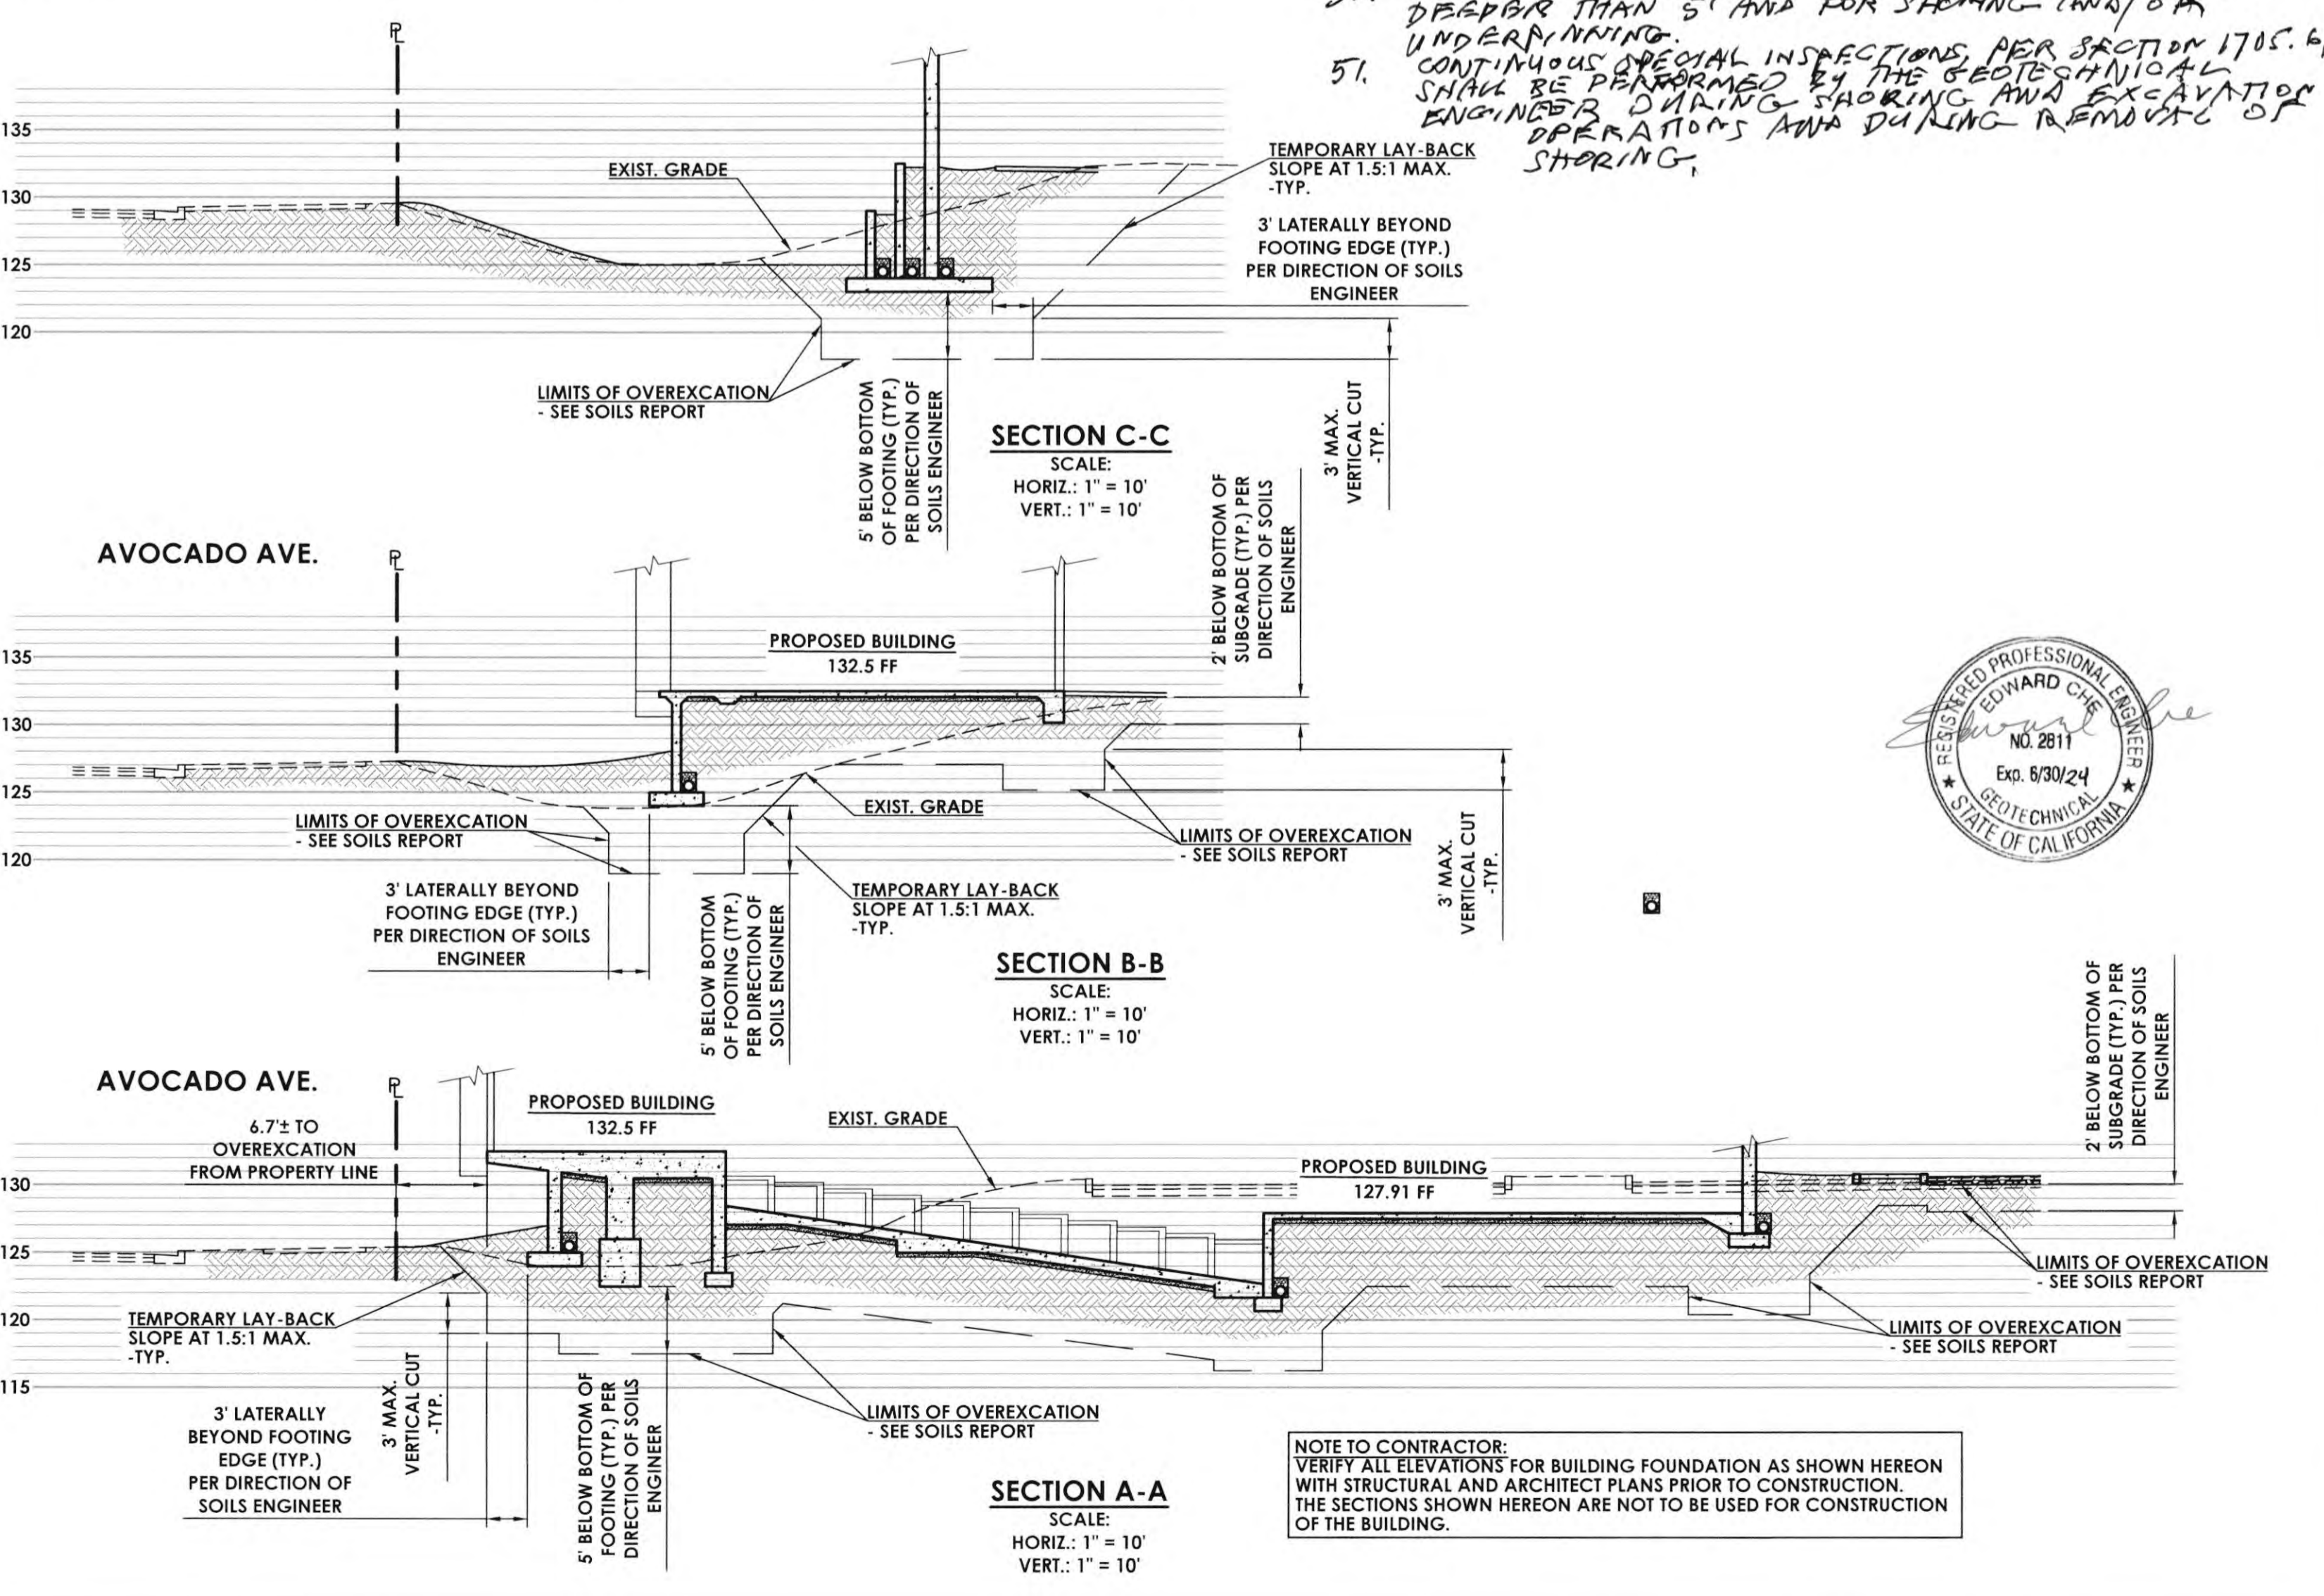 DEEPER THAN 5' AND FOR SHORING AND/OR
UNDERPINNING.
51. CONTINUOUS SPECIAL INSPECTIONS, PER SECTION 1705.6,
SHALL BE PERFORMED BY THE GEOTECHNICAL
ENGINEER DURING SHORING AND EXCAVATION
OPERATIONS AND DURING REMOVAL OF
SHORING.
PL
135
130
125
120
EXIST. GRADE
TEMPORARY LAY-BACK
SLOPE AT 1.5:1 MAX.
-TYP.
3' LATERALLY BEYOND
FOOTING EDGE (TYP.)
PER DIRECTION OF SOILS
ENGINEER
LIMITS OF OVEREXCATION
- SEE SOILS REPORT
5' BELOW BOTTOM
OF FOOTING (TYP.)
PER DIRECTION OF
SOILS ENGINEER
3' MAX.
VERTICAL CUT
-TYP.
SECTION C-C
SCALE:
HORIZ.: 1" = 10'
VERT.: 1" = 10'
AVOCADO AVE.
PL
135
130
125
120
PROPOSED BUILDING
132.5 FF
2' BELOW BOTTOM OF
SUBGRADE (TYP.) PER
DIRECTION OF SOILS
ENGINEER
EXIST. GRADE
LIMITS OF OVEREXCATION
- SEE SOILS REPORT
LIMITS OF OVEREXCATION
- SEE SOILS REPORT
3' LATERALLY BEYOND
FOOTING EDGE (TYP.)
PER DIRECTION OF SOILS
ENGINEER
5' BELOW BOTTOM
OF FOOTING (TYP.)
PER DIRECTION OF
SOILS ENGINEER
TEMPORARY LAY-BACK
SLOPE AT 1.5:1 MAX.
-TYP.
3' MAX.
VERTICAL CUT
-TYP.
SECTION B-B
SCALE:
HORIZ.: 1" = 10'
VERT.: 1" = 10'
REGISTERED PROFESSIONAL ENGINEER
EDWARD CHE
Edward Che
NO. 2811
Exp. 6/30/24
GEOTECHNICAL
STATE OF CALIFORNIA
AVOCADO AVE.
PL
6.7'± TO
OVEREXCATION
FROM PROPERTY LINE
130
125
120
115
PROPOSED BUILDING
132.5 FF
EXIST. GRADE
PROPOSED BUILDING
127.91 FF
2' BELOW BOTTOM OF
SUBGRADE (TYP.) PER
DIRECTION OF SOILS
ENGINEER
LIMITS OF OVEREXCATION
- SEE SOILS REPORT
LIMITS OF OVEREXCATION
- SEE SOILS REPORT
TEMPORARY LAY-BACK
SLOPE AT 1.5:1 MAX.
-TYP.
3' MAX.
VERTICAL CUT
-TYP.
3' LATERALLY
BEYOND FOOTING
EDGE (TYP.)
PER DIRECTION OF
SOILS ENGINEER
5' BELOW BOTTOM OF
FOOTING (TYP.) PER
DIRECTION OF SOILS
ENGINEER
LIMITS OF OVEREXCATION
- SEE SOILS REPORT
SECTION A-A
SCALE:
HORIZ.: 1" = 10'
VERT.: 1" = 10'
NOTE TO CONTRACTOR:
VERIFY ALL ELEVATIONS FOR BUILDING FOUNDATION AS SHOWN HEREON
WITH STRUCTURAL AND ARCHITECT PLANS PRIOR TO CONSTRUCTION.
THE SECTIONS SHOWN HEREON ARE NOT TO BE USED FOR CONSTRUCTION
OF THE BUILDING.